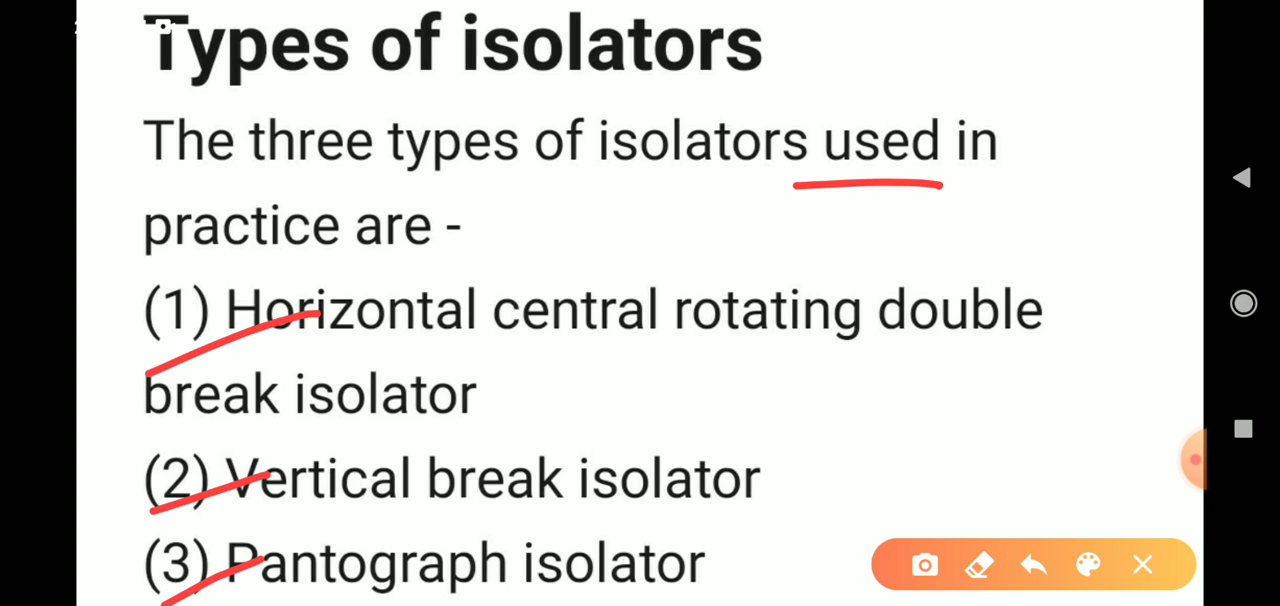 Types of isolators
The three types of isolators used in
practice are -
(1) Horizontal central rotating double
break isolator
(2) Vertical break isolator
(3) Pantograph isolator